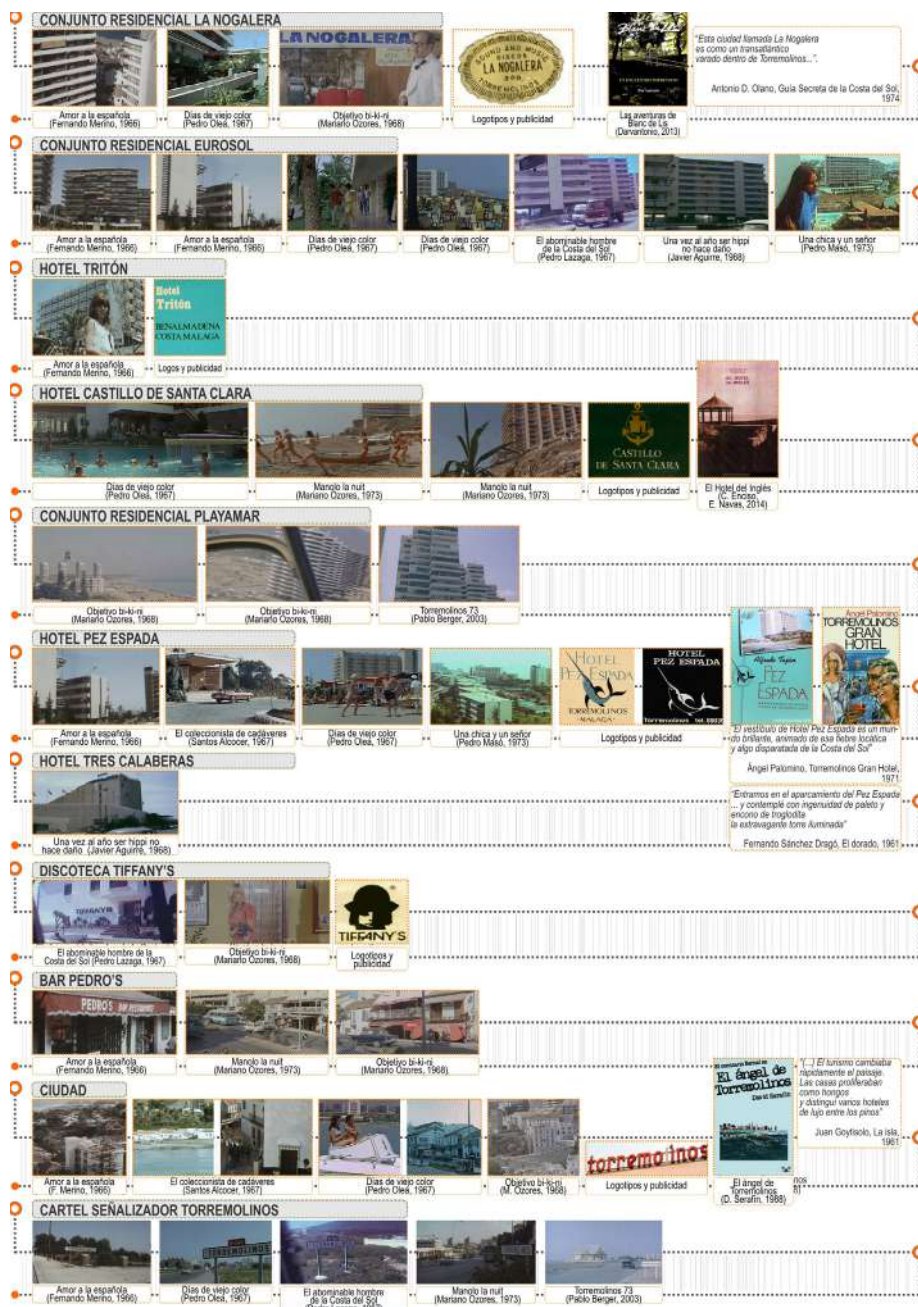 CONJUNTO RESIDENCIAL LA NOGALERA
LA NOGALERA
SOUND AND MUSIC
LA NOGALERA
TORREMOLINOS
"Esta ciudad llamada La Nogalera
es como un transatlántico
varado dentro de Torremolinos...".
Antonio D. Olano, Guía Secreta de la Costa del Sol,
1974
Amor a la española
(Fernando Merino, 1966)
Días de viejo color
(Pedro Olea, 1967)
Objetivo bi-ki-ni
(Mariano Ozores, 1968)
Logotipos y publicidad
Las aventuras de
Blanc de Lis
(Darvantonio, 2013)
CONJUNTO RESIDENCIAL EUROSOL
Amor a la española
(Fernando Merino, 1966)
Amor a la española
(Fernando Merino, 1966)
Días de viejo color
(Pedro Olea, 1967)
Días de viejo color
(Pedro Olea, 1967)
El abominable hombre
de la Costa del Sol
(Pedro Lazaga, 1967)
Una vez al año ser hippi
no hace daño
(Javier Aguirre, 1968)
Una chica y un señor
(Pedro Masó, 1973)
HOTEL TRITÓN
Hotel
Tritón
BENALMADENA
COSTA MALAGA
Amor a la española
(Fernando Merino, 1966)
Logos y publicidad
HOTEL CASTILLO DE SANTA CLARA
CASTILLO
DE SANTA CLARA
Días de viejo color
(Pedro Olea, 1967)
Manolo la nuit
(Mariano Ozores, 1973)
Manolo la nuit
(Mariano Ozores, 1973)
Logotipos y publicidad
El Hotel del Inglés
(C. Enciso,
E. Navas, 2014)
CONJUNTO RESIDENCIAL PLAYAMAR
Objetivo bi-ki-ni
(Mariano Ozores, 1968)
Objetivo bi-ki-ni
(Mariano Ozores, 1968)
Torremolinos 73
(Pablo Berger, 2003)
HOTEL PEZ ESPADA
HOTEL
PEZ ESPADA
TORREMOLINOS
-MALAGA-
HOTEL
PEZ ESPADA
Torremolinos tel.
PEZ
ESPADA
Ángel Palomino
TORREMOLINOS
GRAN
HOTEL
Amor a la española
(Fernando Merino, 1966)
El coleccionista de cadáveres
(Santos Alcocer, 1967)
Días de viejo color
(Pedro Olea, 1967)
Una chica y un señor
(Pedro Masó, 1973)
Logotipos y publicidad
"El vestíbulo de Hotel Pez Espada es un mun-
do brillante, animado de esa fiebre locática
y algo disparatada de la Costa del Sol"
Ángel Palomino, Torremolinos Gran Hotel,
1971
HOTEL TRES CALABERAS
Una vez al año ser hippi no
hace daño (Javier Aguirre, 1968)
"Entramos en el aparcamiento del Pez Espada
... y contemplé con ingenuidad de paleto y
encono de troglodita
la extravagante torre iluminada"
Fernando Sánchez Dragó, El dorado, 1961
DISCOTECA TIFFANY'S
TIFFANY'S
TIFFANY'S
El abominable hombre de la
Costa del Sol (Pedro Lazaga, 1967)
Objetivo bi-ki-ni
(Mariano Ozores, 1968)
Logotipos y
publicidad
BAR PEDRO'S
PEDRO'S BAR RESTAURANTE
Amor a la española
(Fernando Merino, 1966)
Manolo la nuit
(Mariano Ozores, 1973)
Objetivo bi-ki-ni
(Mariano Ozores, 1968)
CIUDAD
torremolinos
El ángel de
Torremolinos
"(...) El turismo cambiaba
rápidamente el paisaje.
Las casas proliferaban
como hongos
y distinguí varios hoteles
de lujo entre los pinos"
Juan Goytisolo, La isla,
1961
Amor a la española
(F. Merino, 1966)
El coleccionista de cadáveres
(Santos Alcocer, 1967)
Días de viejo color
(Pedro Olea, 1967)
Objetivo bi-ki-ni
(M. Ozores, 1968)
Logotipos y publicidad
El ángel de
Torremolinos
(D. Serafín, 1988)
CARTEL SEÑALIZADOR TORREMOLINOS
TORREMOLINOS
Amor a la española
(Fernando Merino, 1966)
Días de viejo color
(Pedro Olea, 1967)
El abominable hombre
de la Costa del Sol
Manolo la nuit
(Mariano Ozores, 1973)
Torremolinos 73
(Pablo Berger, 2003)